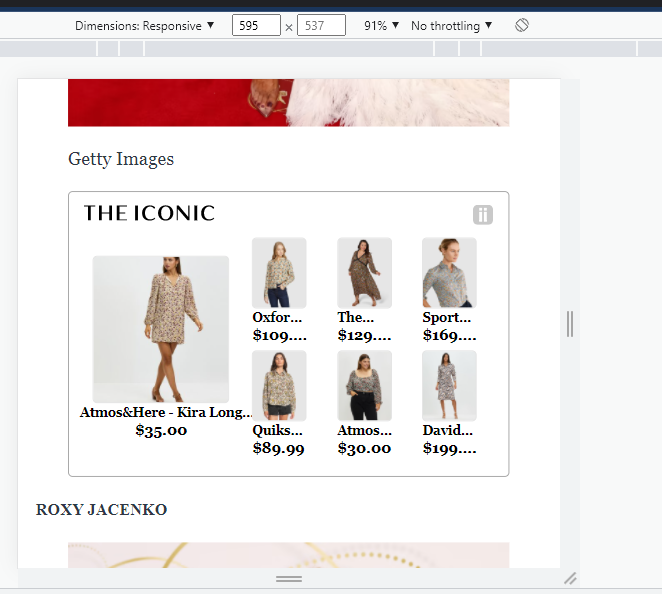 Dimensions: Responsive ▼ 595 × 537 91% ▼ No throttling ▼
Getty Images
THE ICONIC
Atmos&Here - Kira Long...
$35.00
Oxfor...
$109....
The...
$129....
Sport...
$169....
Quiks...
$89.99
Atmos...
$30.00
David...
$199....
ROXY JACENKO